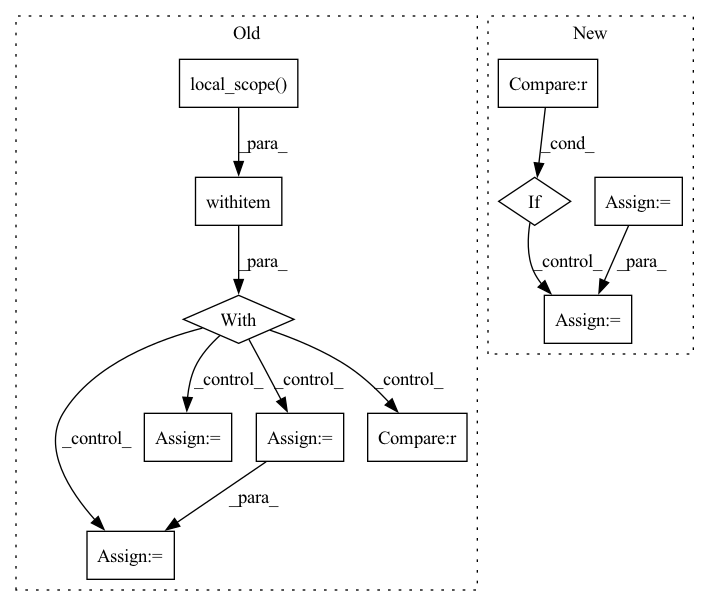 Old
New
local_scope()
Compare:r
_para_
_cond_
withitem
If
Assign:=
_para_
_control_
_para_
With
Assign:=
_control_
_control_
_control_
_control_
Assign:=
Assign:=
Compare:r
_para_
Assign:=